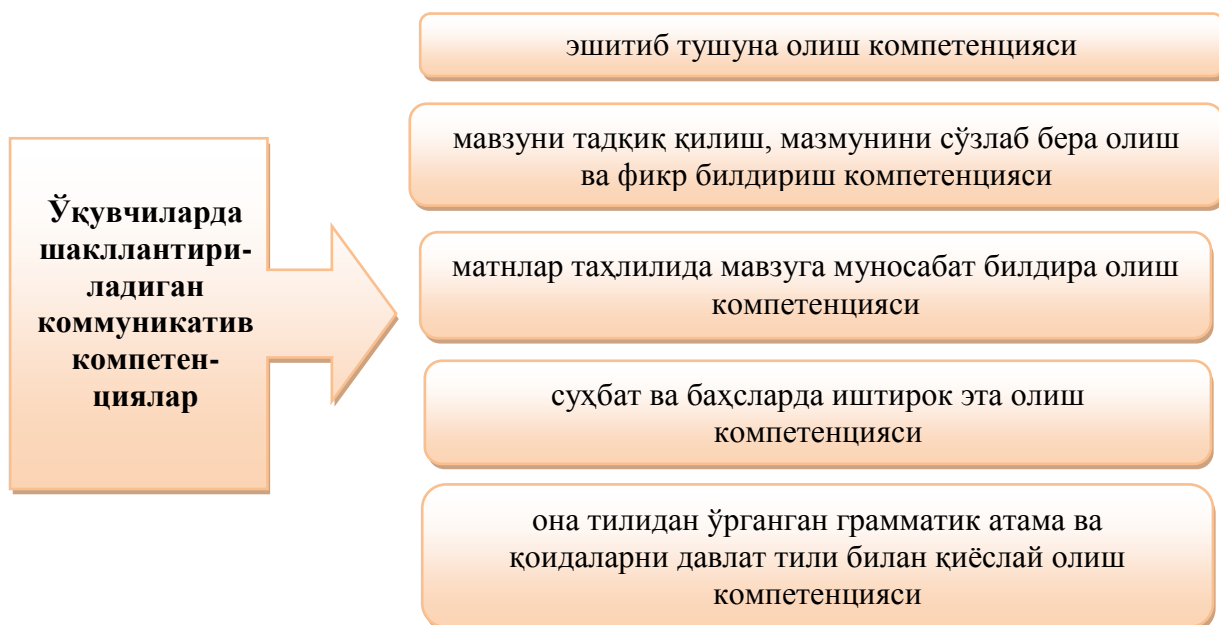 Ўқувчиларда
шакллантири-
ладиган
коммуникатив
компетен-
циялар
эшитиб тушуна олиш компетенцияси
мавзуни тадқиқ қилиш, мазмунини сўзлаб бера олиш
ва фикр билдириш компетенцияси
матнлар таҳлилида мавзуга муносабат билдира олиш
компетенцияси
суҳбат ва баҳсларда иштирок эта олиш
компетенцияси
она тилидан ўрганган грамматик атама ва
қоидаларни давлат тили билан қиёслай олиш
компетенцияси